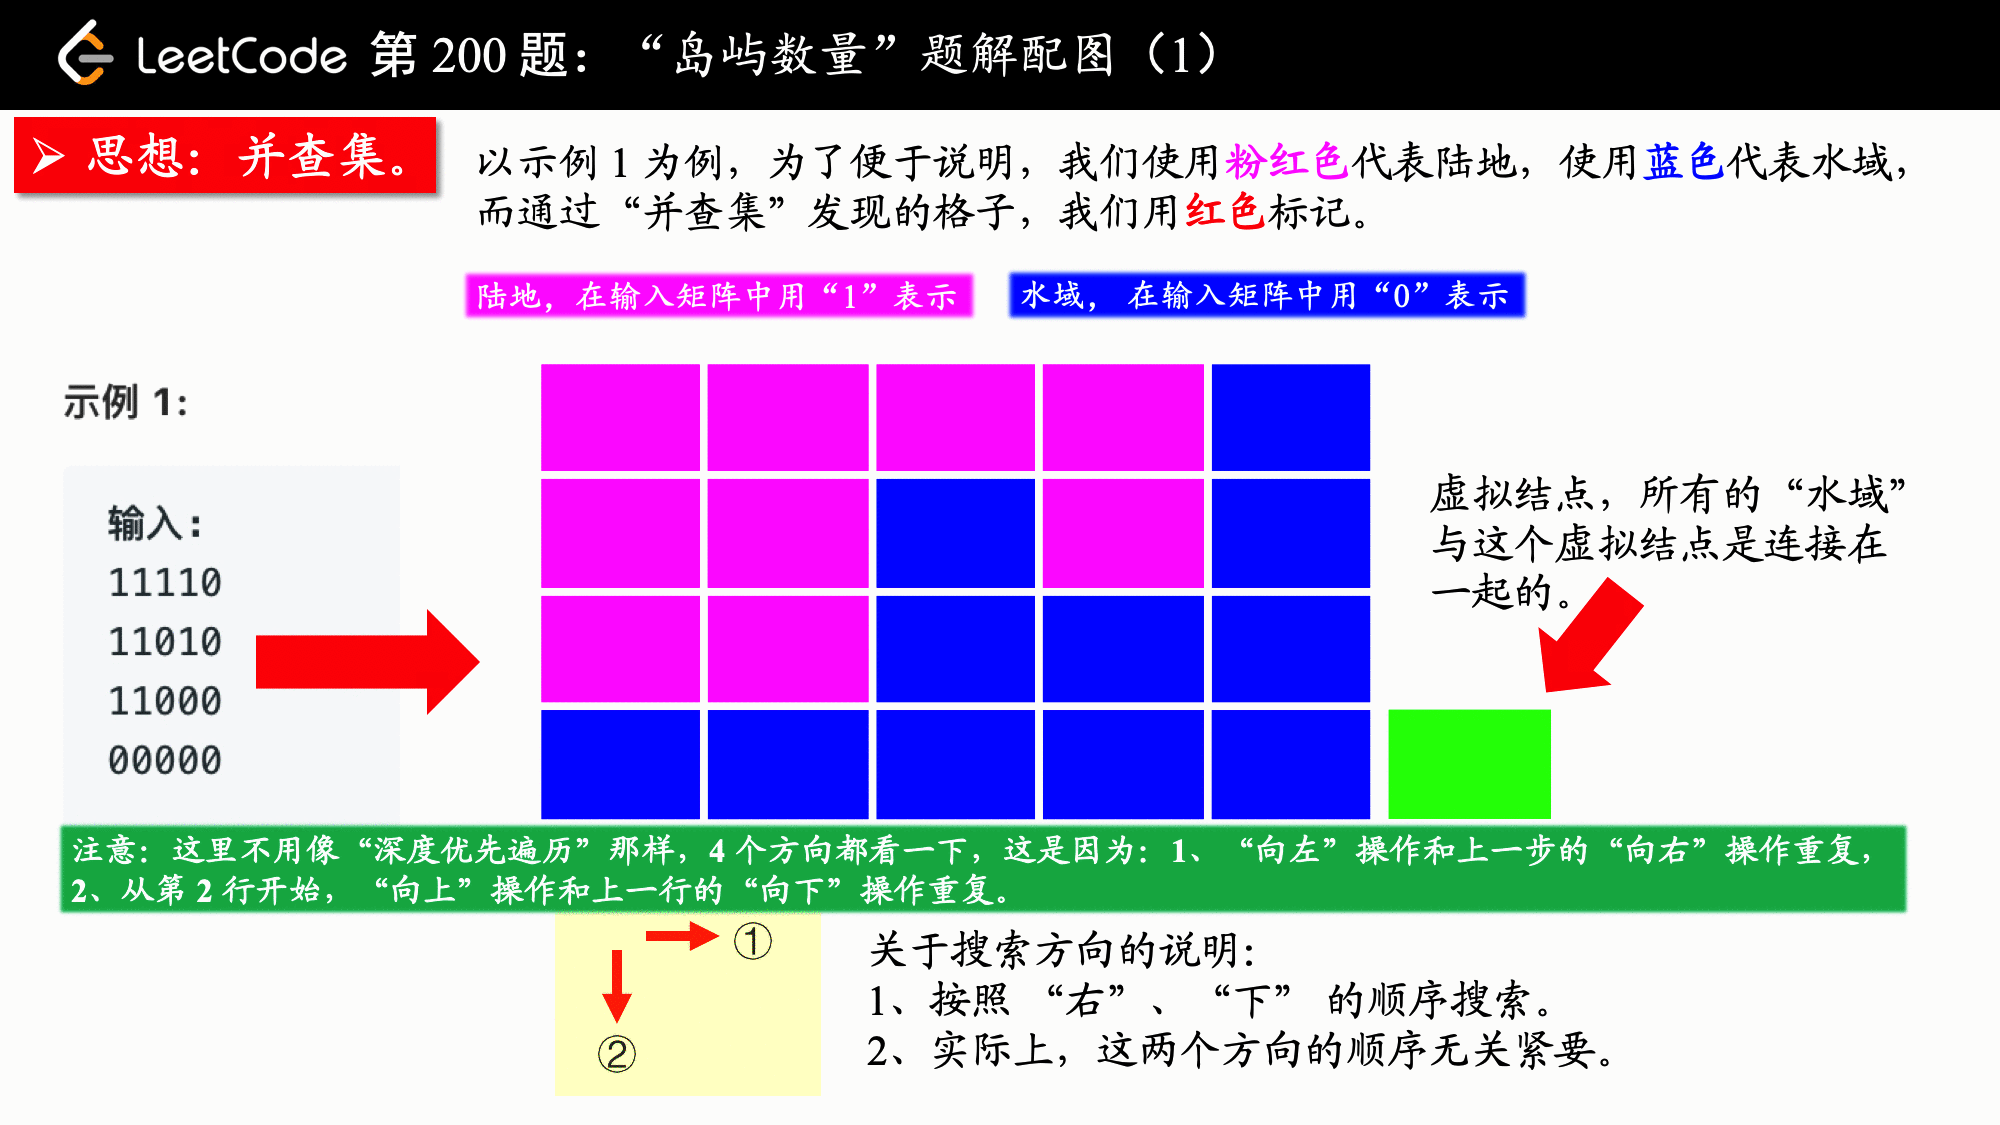 LeetCode 第 200 题：“岛屿数量”题解配图（1）
思想：并查集。
以示例 1 为例，为了便于说明，我们使用粉红色代表陆地，使用蓝色代表水域，
而通过“并查集”发现的格子，我们用红色标记。
陆地，在输入矩阵中用“1”表示
水域， 在输入矩阵中用“0”表示
示例 1:
输入:
11110
11010
11000
00000
虚拟结点，所有的“水域”
与这个虚拟结点是连接在
一起的。
注意：这里不用像“深度优先遍历”那样，4 个方向都看一下，这是因为：1、“向左”操作和上一步的“向右”操作重复，
2、从第 2 行开始，“向上”操作和上一行的“向下”操作重复。
①
②
关于搜索方向的说明：
1、按照 “右”、“下” 的顺序搜索。
2、实际上，这两个方向的顺序无关紧要。